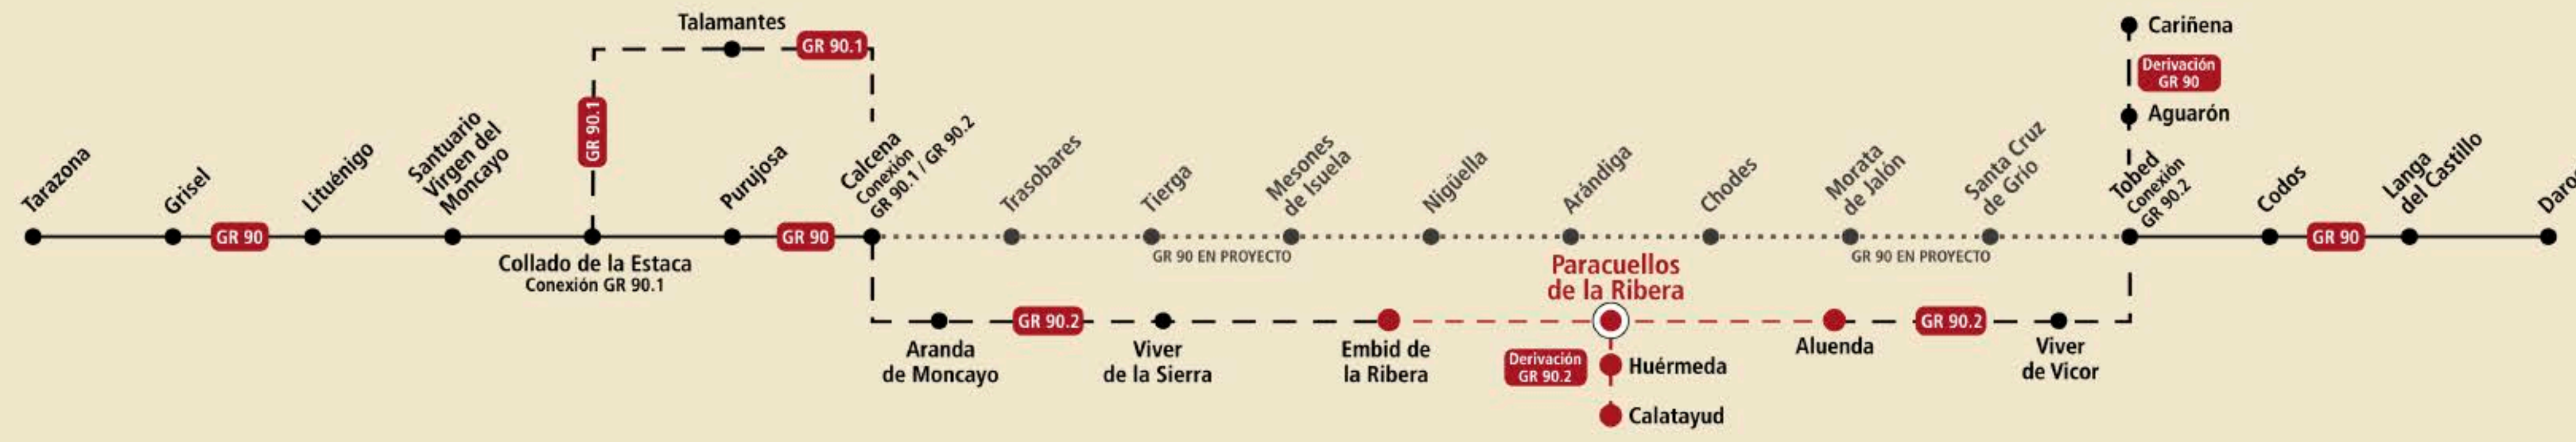 Talamantes
GR 90.1
Cariñena
Derivación
GR 90
Aguarón
GR 90.1
Tarazona
Grisel
GR 90
Lituénigo
Santuario
Virgen del
Moncayo
Collado de la Estaca
Conexión GR 90.1
Purujosa
GR 90
Calcena
Conexión
GR 90.1 / GR 90.2
Trasobares
Tierga
GR 90 EN PROYECTO
Mesones
de Isuela
Nigüella
Arándiga
Chodes
Morata
de Jalón
GR 90 EN PROYECTO
Santa Cruz
de Grío
Tobed
Conexión
GR 90.2
Codos
GR 90
Langa
del Castillo
Paracuellos
de la Ribera
Aranda
de Moncayo
GR 90.2
Viver
de la Sierra
Embid de
la Ribera
Derivación
GR 90.2
Huérmeda
Calatayud
Aluenda
GR 90.2
Viver
de Vicor